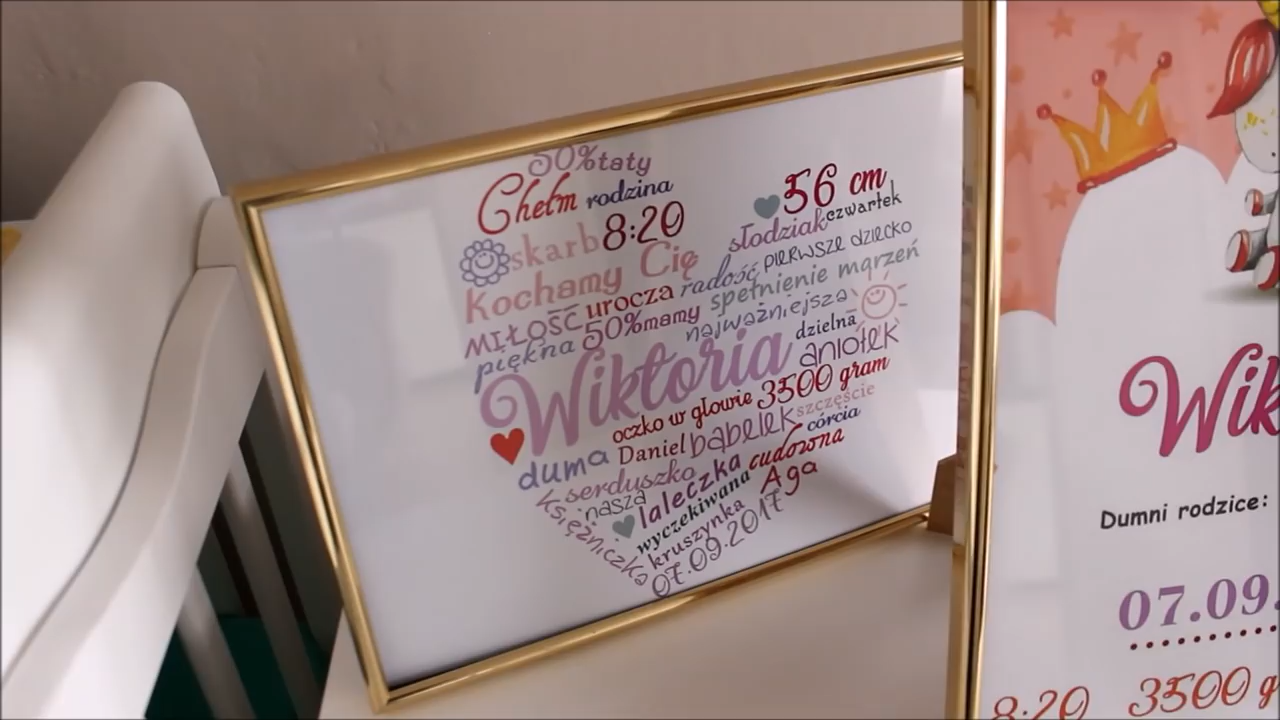 50%taty
Chełm rodzina
56 cm
skarb 8:20
słodziak czwartek
Kochamy Cię
pierwsze dziecko
MIŁOŚĆ urocza radość
spełnienie marzeń
piękna 50%mamy
najważniejsza
dzielna
Wiktoria aniołek
oczko w głowie 3500 gram
duma Daniel bąbelek szczęście
serduszko
córcia
nasza laleczka cudowna
księżniczka
wyczekiwana Aga
kruszynka
07.09.2017
Wik
Dumni rodzice:
07.09.
8:20 3500 g